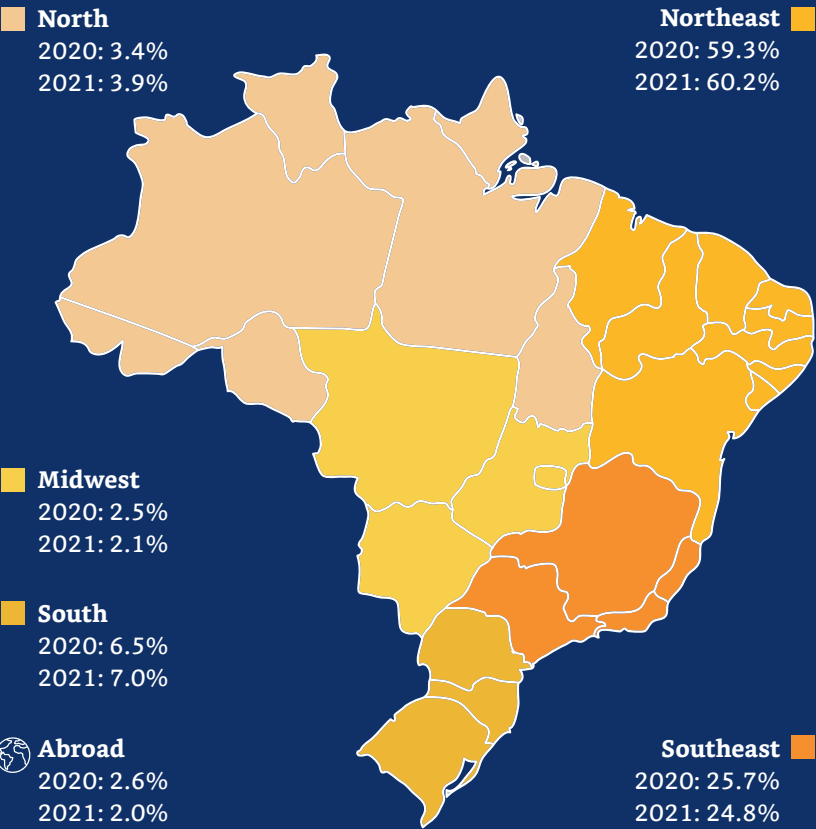 North
2020: 3.4%
2021: 3.9%
Northeast
2020: 59.3%
2021: 60.2%
Midwest
2020: 2.5%
2021: 2.1%
South
2020: 6.5%
2021: 7.0%
Abroad
2020: 2.6%
2021: 2.0%
Southeast
2020: 25.7%
2021: 24.8%